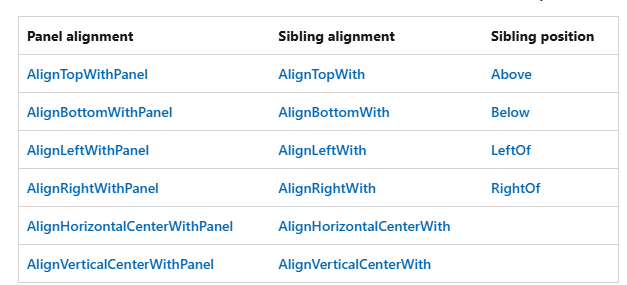 Panel alignment Sibling alignment Sibling position
AlignTopWithPanel AlignTopWith Above
AlignBottomWithPanel AlignBottomWith Below
AlignLeftWithPanel AlignLeftWith LeftOf
AlignRightWithPanel AlignRightWith RightOf
AlignHorizontalCenterWithPanel AlignHorizontalCenterWith
AlignVerticalCenterWithPanel AlignVerticalCenterWith